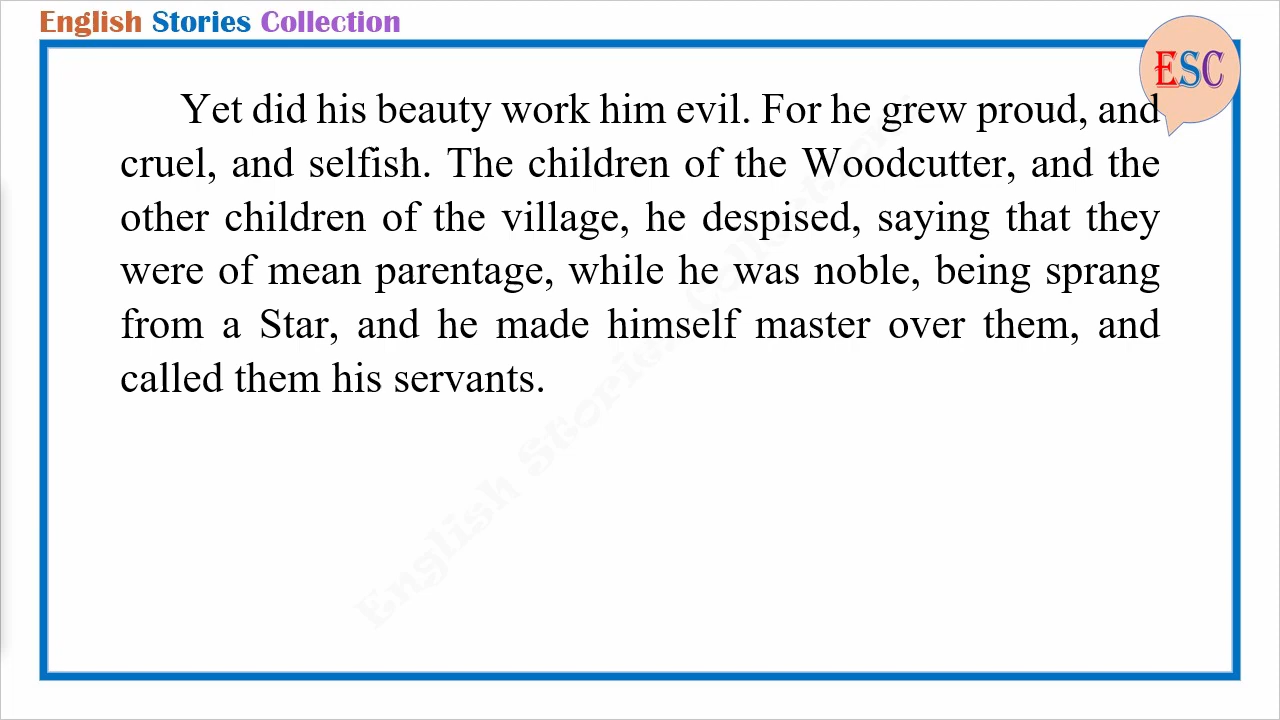 English Stories Collection
ESC
Yet did his beauty work him evil. For he grew proud, and
cruel, and selfish. The children of the Woodcutter, and the
other children of the village, he despised, saying that they
were of mean parentage, while he was noble, being sprang
from a Star, and he made himself master over them, and
called them his servants.
English Stories Collection